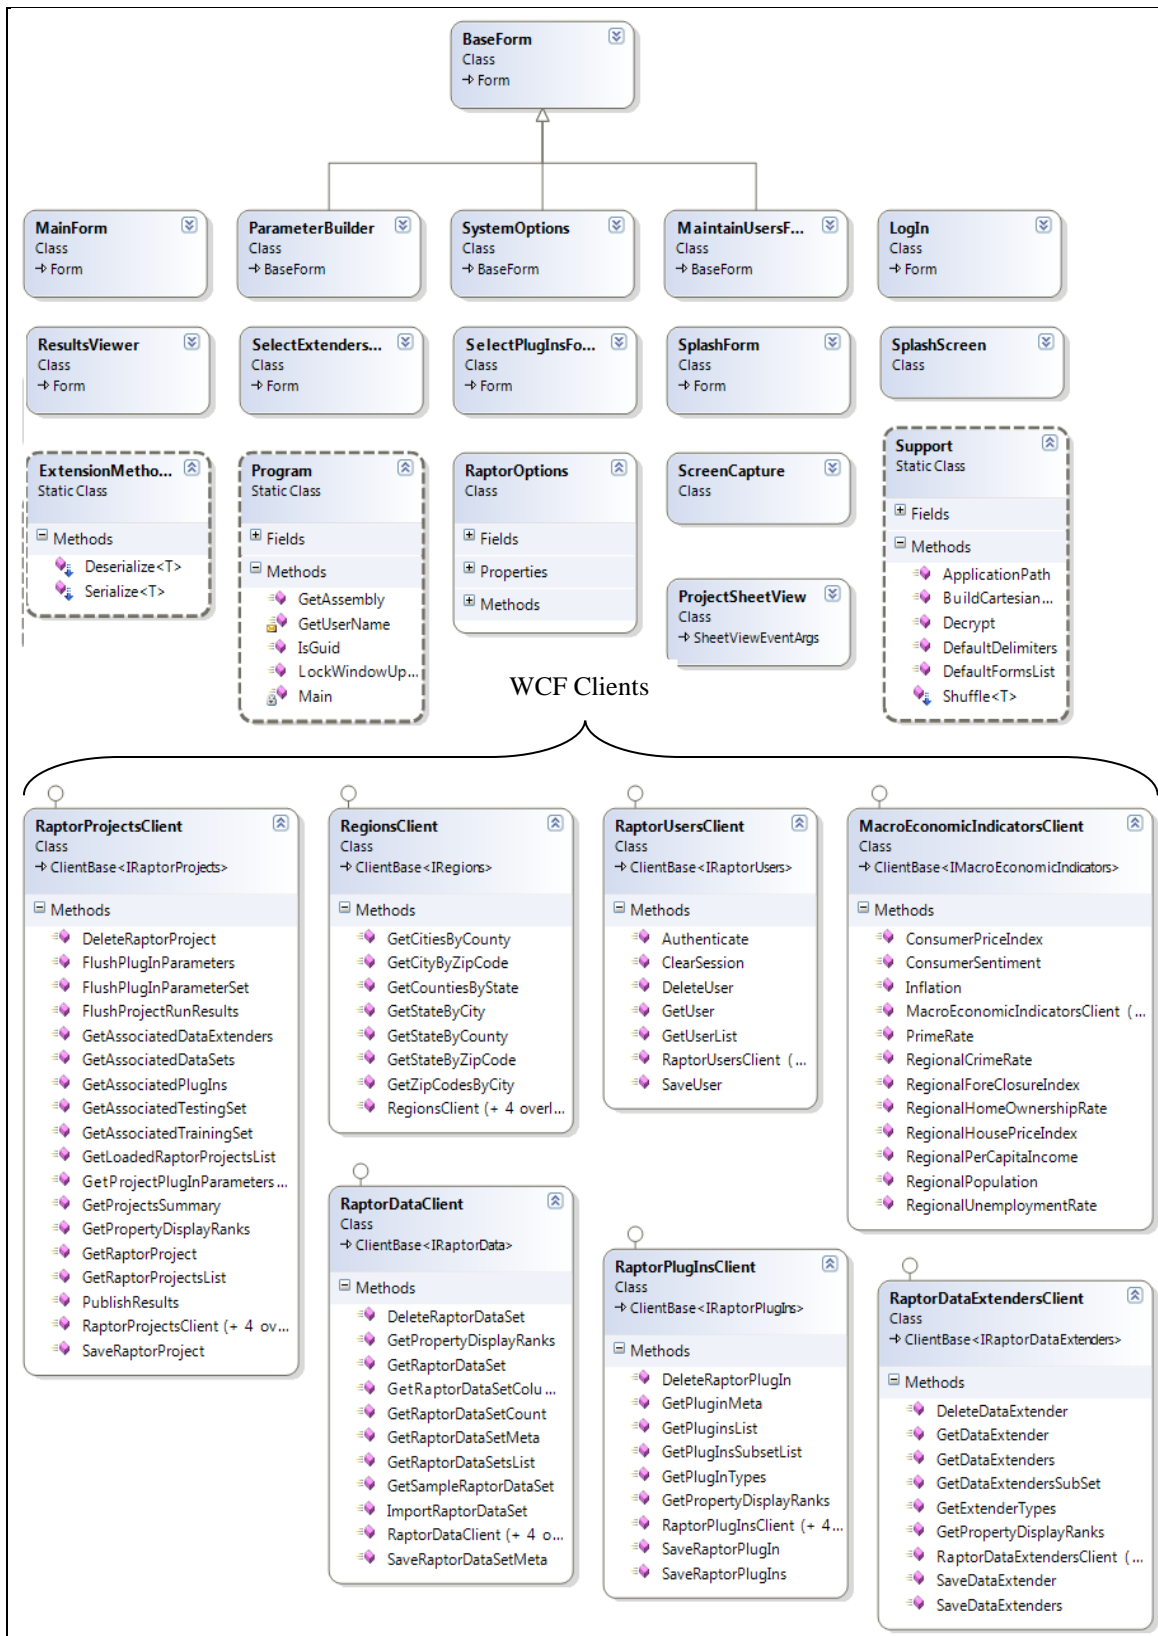 BaseForm
Class
Form
MainForm
Class
Form
ParameterBuilder
Class
BaseForm
SystemOptions
Class
BaseForm
MaintainUsersF...
Class
BaseForm
LogIn
Class
Form
ResultsViewer
Class
Form
SelectExtenders...
Class
Form
SelectPlugInsFo...
Class
Form
SplashForm
Class
Form
SplashScreen
Class
ExtensionMetho...
Static Class
Methods
Deserialize<T>
Serialize<T>
Program
Static Class
Fields
Methods
GetAssembly
GetUserName
IsGuid
LockWindowUp...
Main
RaptorOptions
Class
Fields
Properties
Methods
ScreenCapture
Class
ProjectSheetView
Class
SheetViewEventArgs
Support
Static Class
Fields
Methods
ApplicationPath
BuildCartesian...
Decrypt
DefaultDelimiters
DefaultFormsList
Shuffle<T>
WCF Clients
RaptorProjectsClient
Class
ClientBase<IRaptorProjects>
Methods
DeleteRaptorProject
FlushPlugInParameters
FlushPlugInParameterSet
FlushProjectRunResults
GetAssociatedDataExtenders
GetAssociatedDataSets
GetAssociatedPlugIns
GetAssociatedTestingSet
GetAssociatedTrainingSet
GetLoadedRaptorProjectsList
GetProjectPlugInParameters...
GetProjectsSummary
GetPropertyDisplayRanks
GetRaptorProject
GetRaptorProjectsList
PublishResults
RaptorProjectsClient (+ 4 ov...
SaveRaptorProject
RegionsClient
Class
ClientBase<IRegions>
Methods
GetCitiesByCounty
GetCityByZipCode
GetCountiesByState
GetStateByCity
GetStateByCounty
GetStateByZipCode
GetZipCodesByCity
RegionsClient (+ 4 overl...
RaptorUsersClient
Class
ClientBase<IRaptorUsers>
Methods
Authenticate
ClearSession
DeleteUser
GetUser
GetUserList
RaptorUsersClient (...
SaveUser
MacroEconomicIndicatorsClient
Class
ClientBase<IMacroEconomicIndicators>
Methods
ConsumerPriceIndex
ConsumerSentiment
Inflation
MacroEconomicIndicatorsClient (...
PrimeRate
RegionalCrimeRate
RegionalForeClosureIndex
RegionalHomeOwnershipRate
RegionalHousePriceIndex
RegionalPerCapitaIncome
RegionalPopulation
RegionalUnemploymentRate
RaptorDataClient
Class
ClientBase<IRaptorData>
Methods
DeleteRaptorDataSet
GetPropertyDisplayRanks
GetRaptorDataSet
GetRaptorDataSetColu...
GetRaptorDataSetCount
GetRaptorDataSetMeta
GetRaptorDataSetsList
GetSampleRaptorDataSet
ImportRaptorDataSet
RaptorDataClient (+ 4 o...
SaveRaptorDataSetMeta
RaptorPlugInsClient
Class
ClientBase<IRaptorPlugIns>
Methods
DeleteRaptorPlugIn
GetPluginMeta
GetPluginsList
GetPlugInsSubsetList
GetPlugInTypes
GetPropertyDisplayRanks
RaptorPlugInsClient (+ 4...
SaveRaptorPlugIn
SaveRaptorPlugIns
RaptorDataExtendersClient
Class
ClientBase<IRaptorDataExtenders>
Methods
DeleteDataExtender
GetDataExtender
GetDataExtenders
GetDataExtendersSubSet
GetExtenderTypes
GetPropertyDisplayRanks
RaptorDataExtendersClient (...
SaveDataExtender
SaveDataExtenders